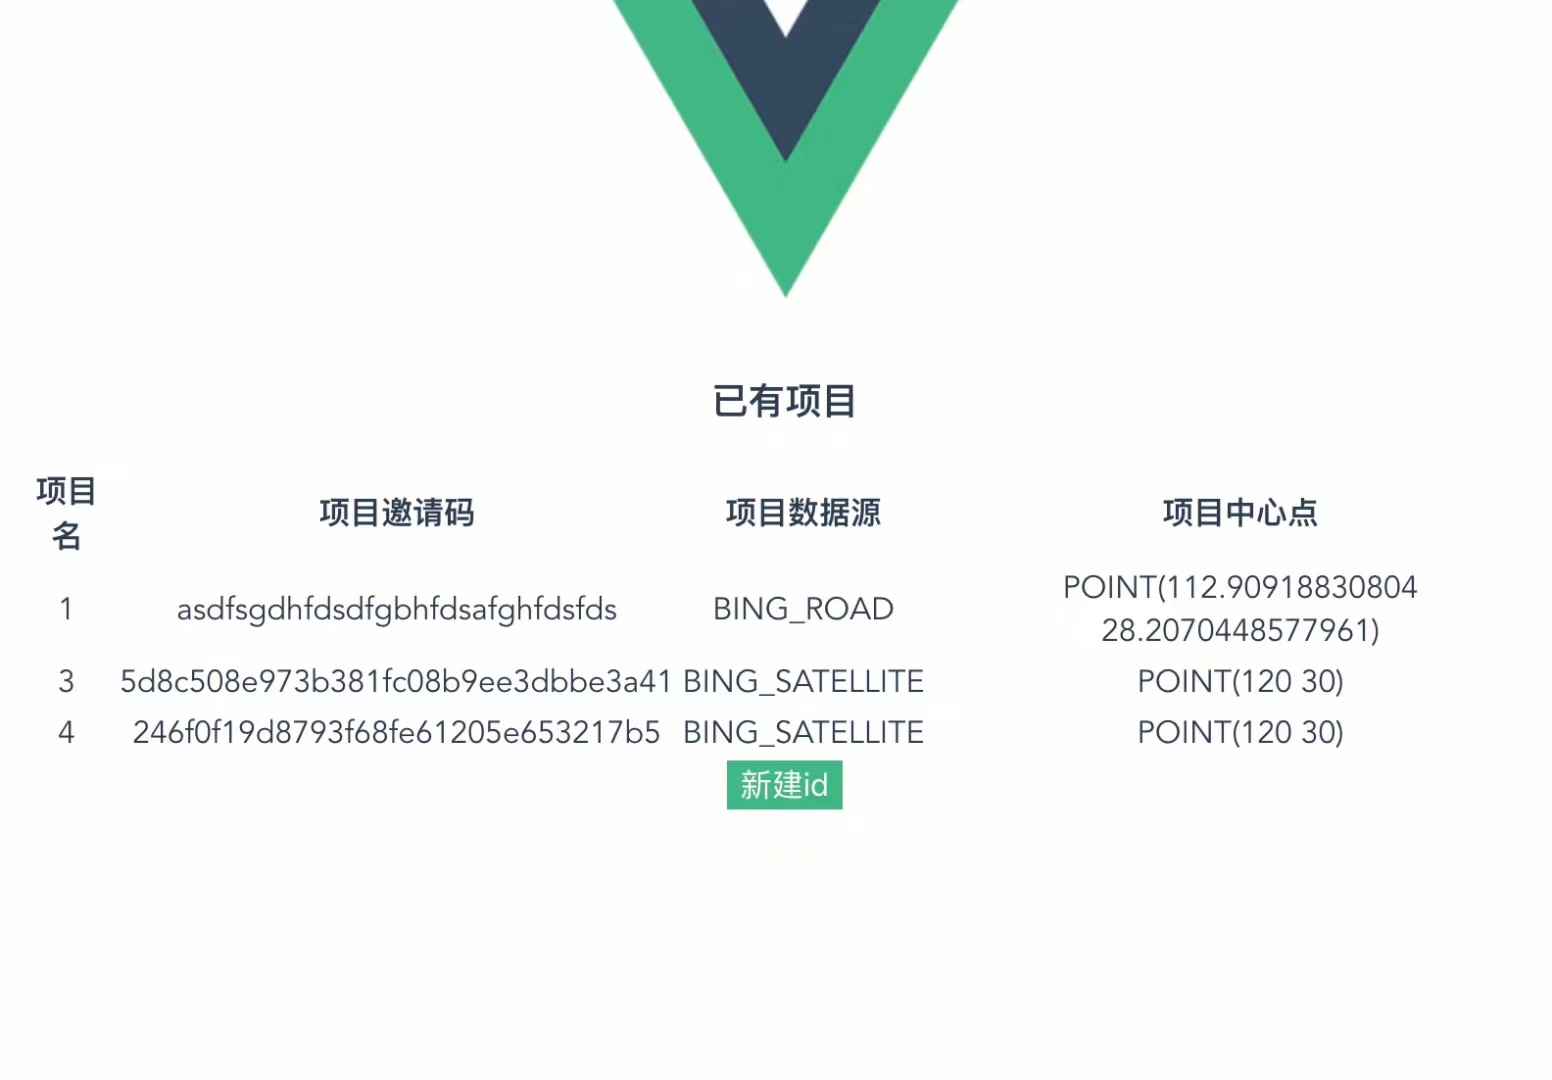 已有项目
项目名 项目邀请码 项目数据源 项目中心点
1 asdfsgdhfdsdfgbhfdsafghfdsfds BING_ROAD POINT(112.90918830804
28.2070448577961)
3 5d8c508e973b381fc08b9ee3dbbe3a41 BING_SATELLITE POINT(120 30)
4 246f0f19d8793f68fe61205e653217b5 BING_SATELLITE POINT(120 30)
新建id